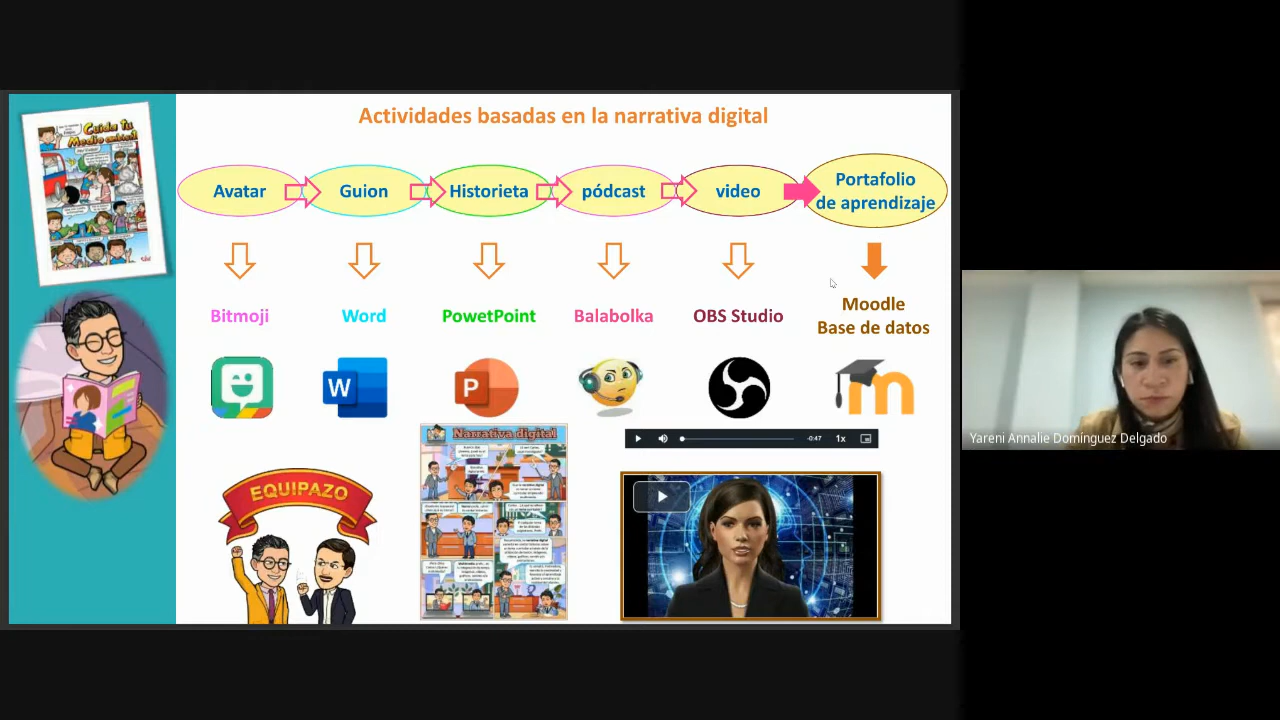 Actividades basadas en la narrativa digital
Avatar
Guion
Historieta
pódcast
video
Portafolio
de aprendizaje
Bitmoji
Word
PowetPoint
Balabolka
OBS Studio
Moodle
Base de datos
W
P
m
Cuida tu
Medio ambiente
EQUIPAZO
Narrativa digital
-0:47
1x
Yareni Annalie Domínguez Delgado